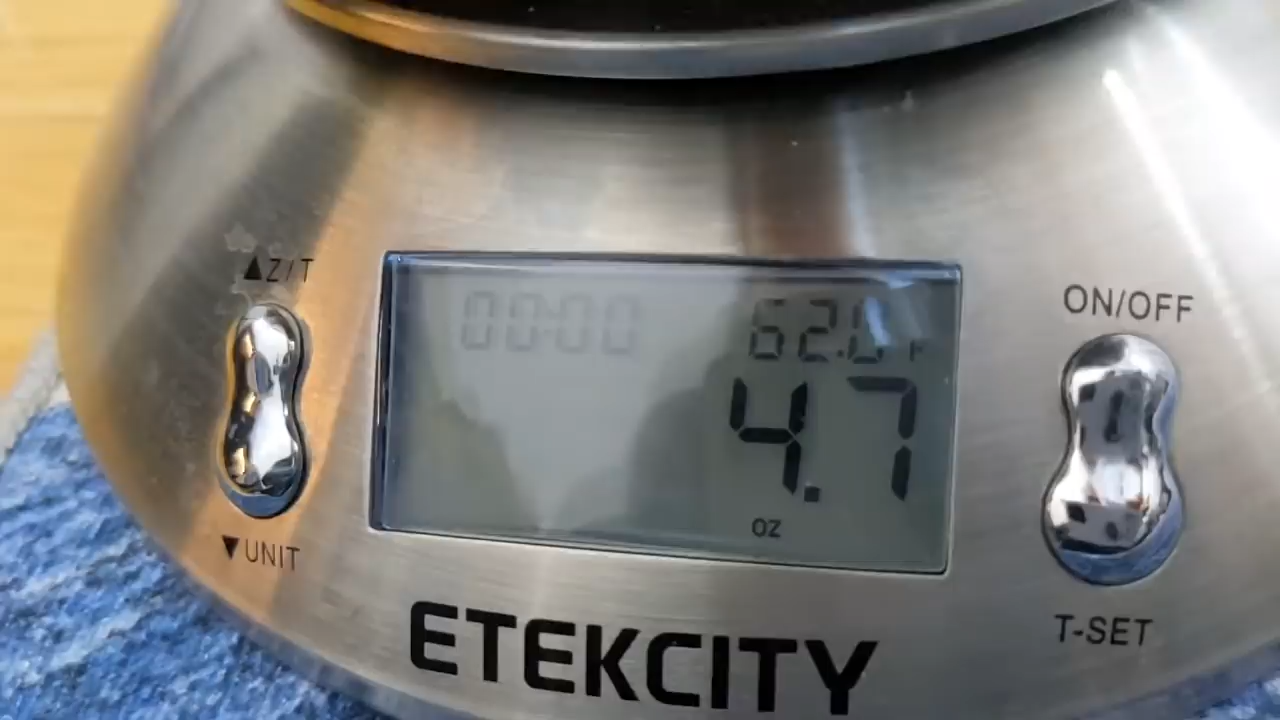 ▲Z/T
ON/OFF
00:00 62.0 F
4.7
OZ
▼UNIT
T-SET
ETEKCITY